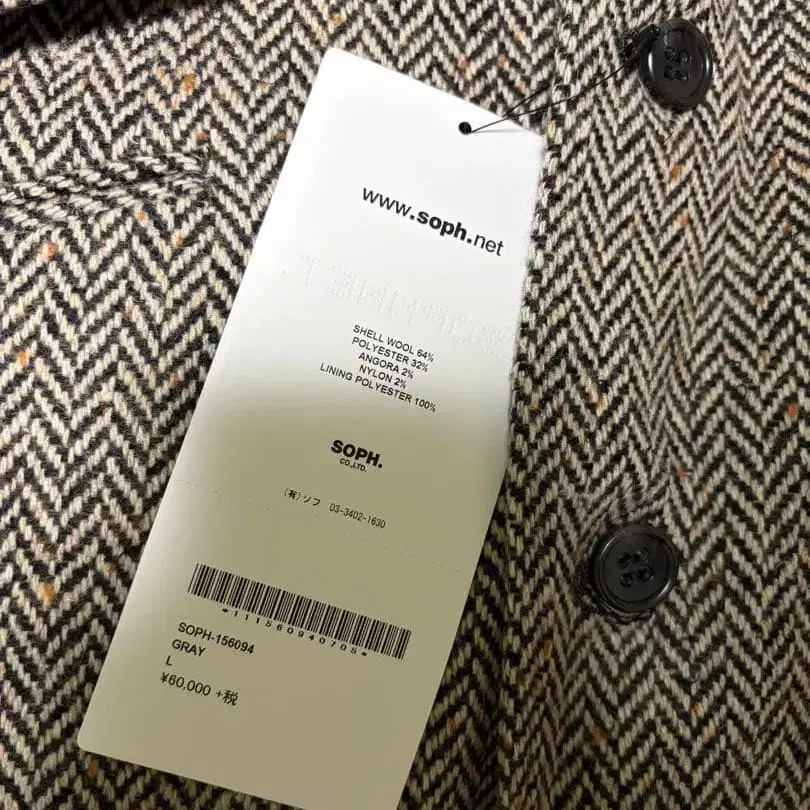 www.soph.net
SHELL WOOL 64%
POLYESTER 32%
ANGORA 2%
NYLON 2%
LINING POLYESTER 100%
SOPH.
CO.,LTD.
(有)ソフ 03-3402-1630
*111560940705*
SOPH-156094
GRAY
L
¥60,000 +税